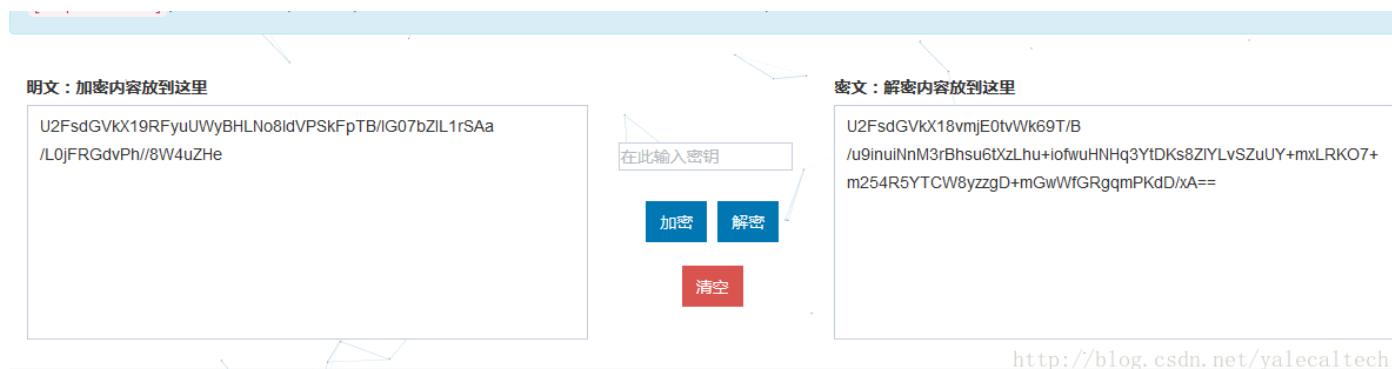 明文：加密内容放到这里
U2FsdGVkX19RFyuUWyBHLNo8ldVPSkFpTB/lG07bZlL1rSAa
/L0jFRGdvPh//8W4uZHe
在此输入密钥
加密
解密
清空
密文：解密内容放到这里
U2FsdGVkX18vmjE0tvWk69T/B
/u9inuiNnM3rBhsu6tXzLhu+iofwuHNHq3YtDKs8ZlYLvSZuUY+mxLRKO7+
m254R5YTCW8yzzgD+mGwWfGRgqmPKdD/xA==
http://blog.csdn.net/yalecaltech